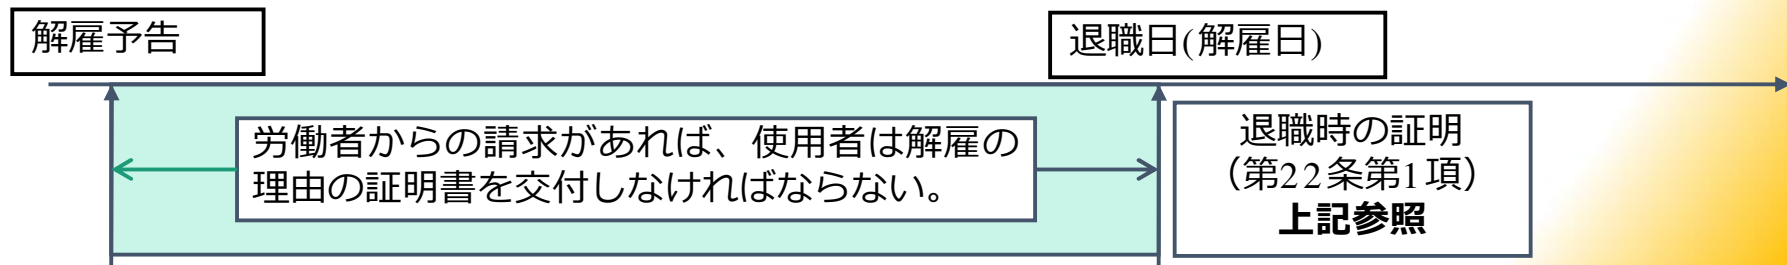 解雇予告
退職日(解雇日)
労働者からの請求があれば、使用者は解雇の
理由の証明書を交付しなければならない。
退職時の証明
（第22条第1項）
上記参照